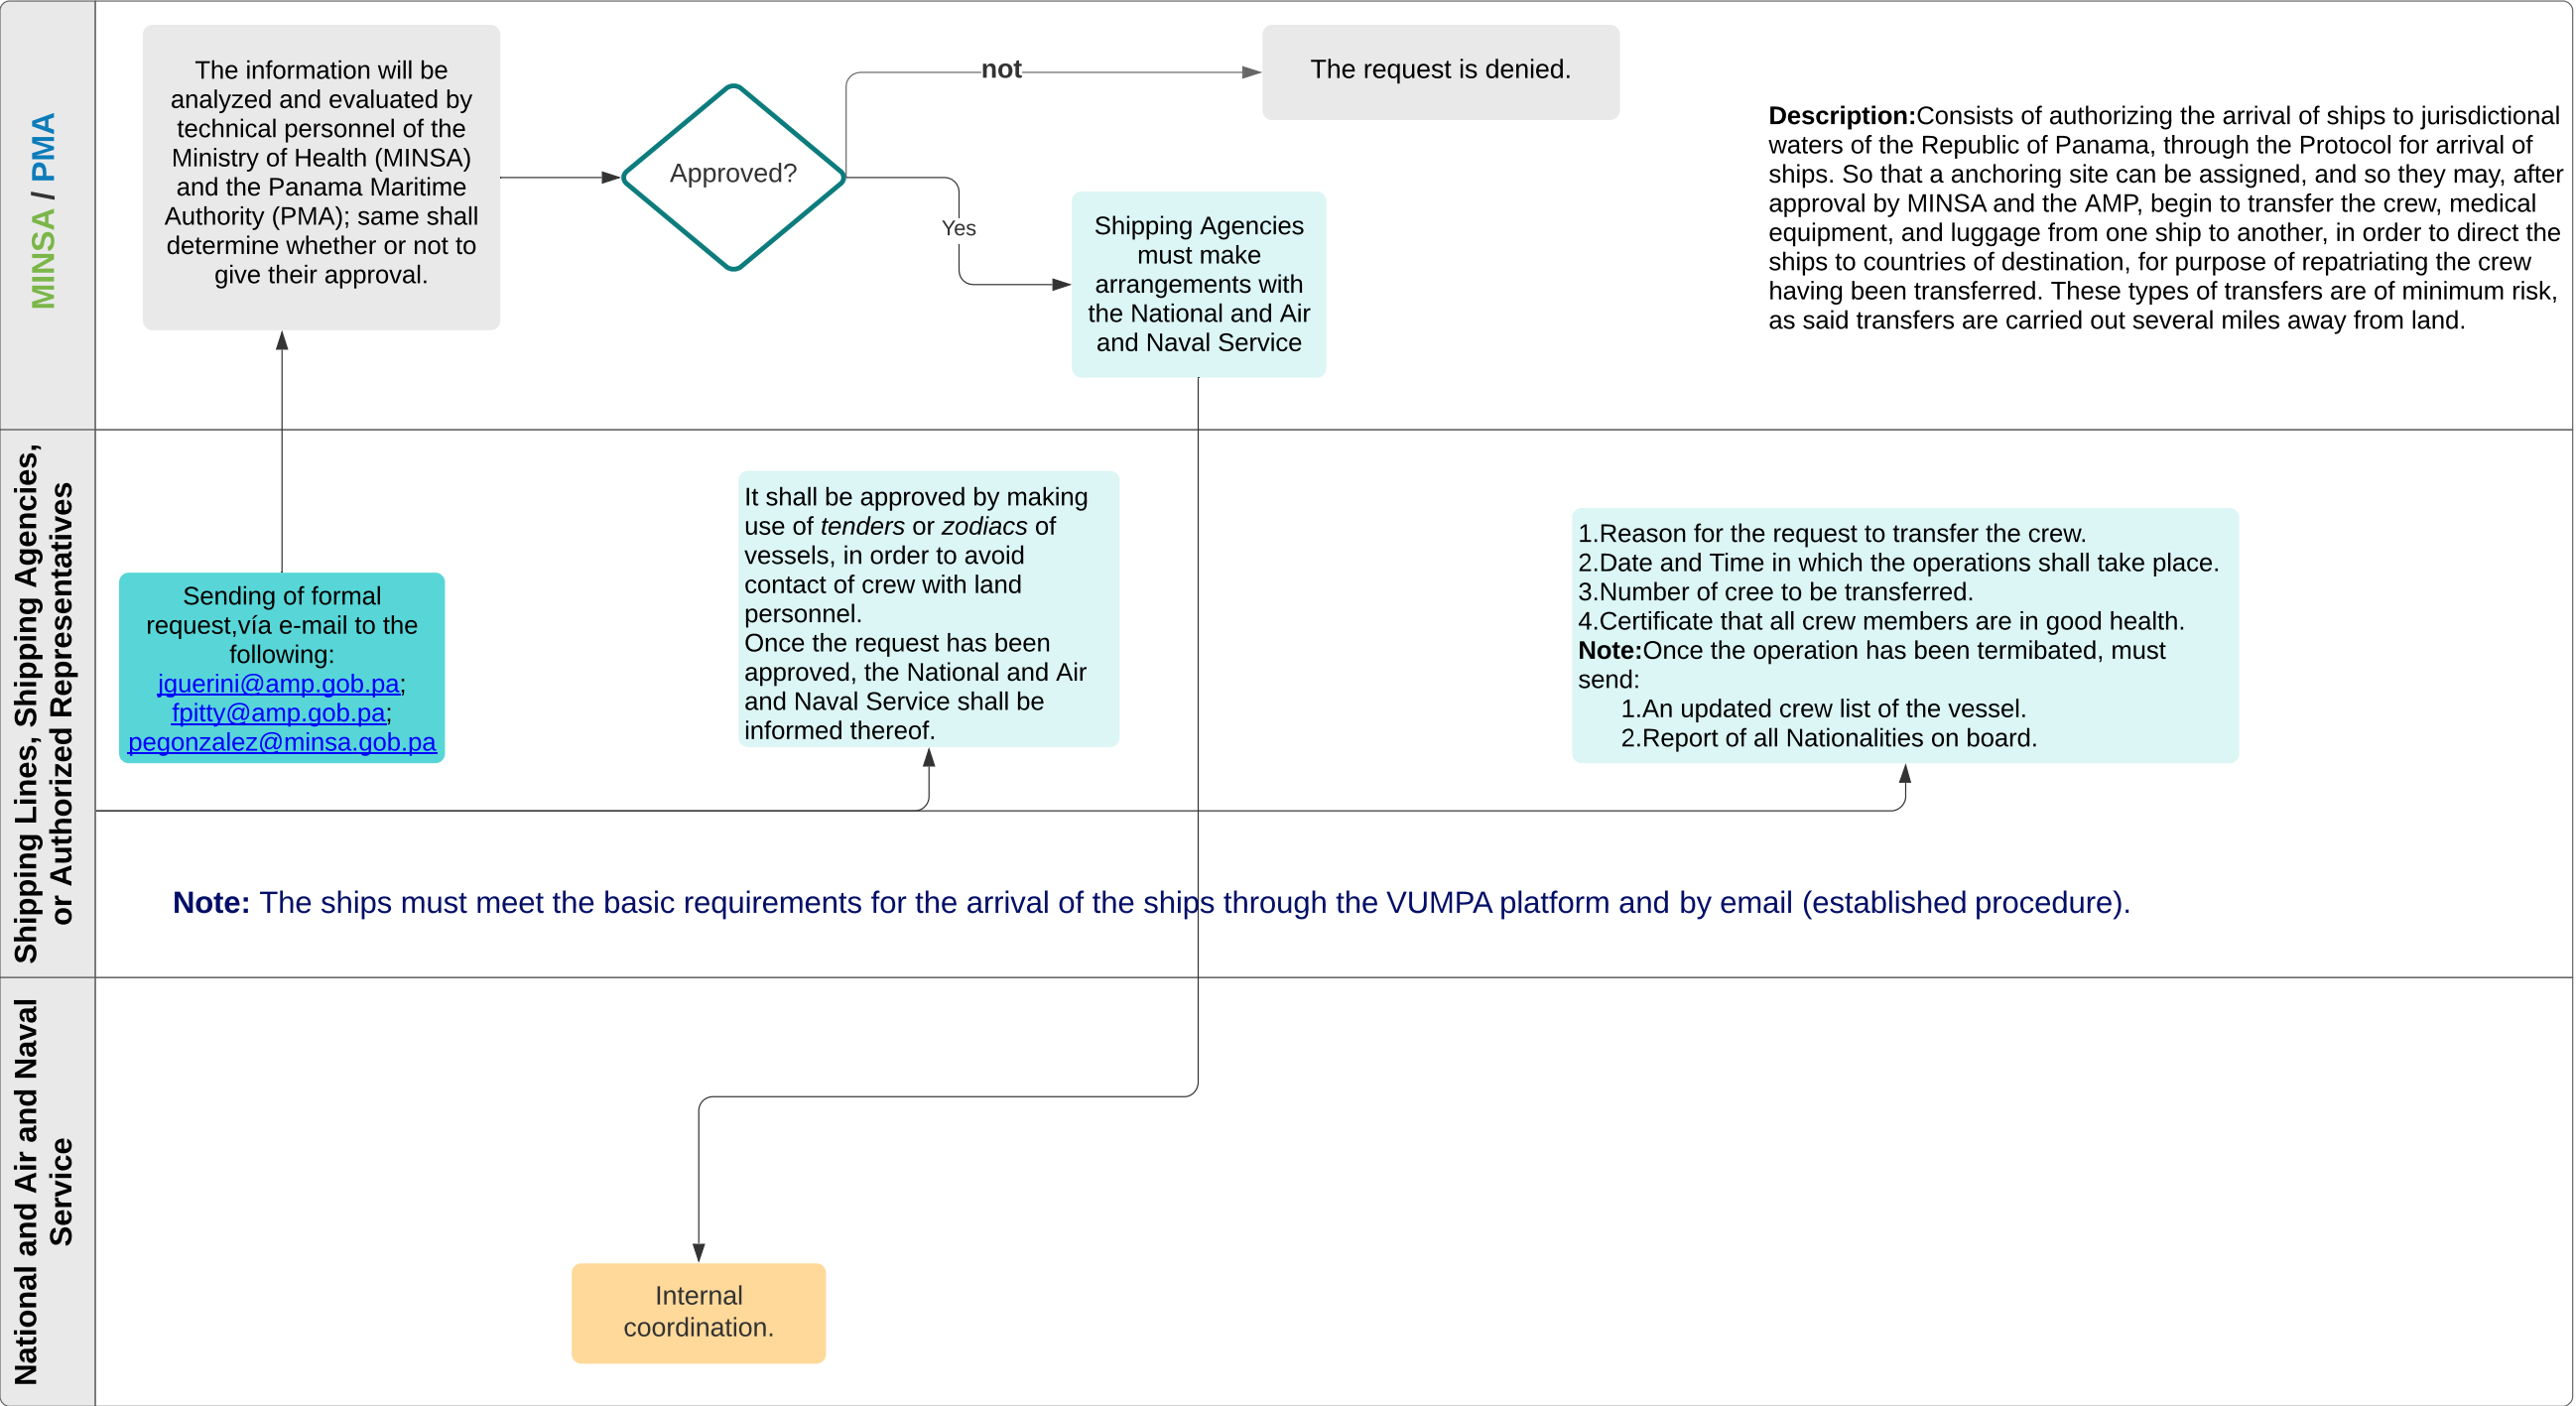 MINSA / PMA
The information will be
analyzed and evaluated by
technical personnel of the
Ministry of Health (MINSA)
and the Panama Maritime
Authority (PMA); same shall
determine whether or not to
give their approval.
Approved?
not
The request is denied.
Yes
Shipping Agencies
must make
arrangements with
the National and Air
and Naval Service
Description:Consists of authorizing the arrival of ships to jurisdictional
waters of the Republic of Panama, through the Protocol for arrival of
ships. So that a anchoring site can be assigned, and so they may, after
approval by MINSA and the AMP, begin to transfer the crew, medical
equipment, and luggage from one ship to another, in order to direct the
ships to countries of destination, for purpose of repatriating the crew
having been transferred. These types of transfers are of minimum risk,
as said transfers are carried out several miles away from land.
Shipping Lines, Shipping Agencies,
or Authorized Representatives
Sending of formal
request,vía e-mail to the
following:
jguerini@amp.gob.pa;
fpitty@amp.gob.pa;
pegonzalez@minsa.gob.pa
It shall be approved by making
use of tenders or zodiacs of
vessels, in order to avoid
contact of crew with land
personnel.
Once the request has been
approved, the National and Air
and Naval Service shall be
informed thereof.
1.Reason for the request to transfer the crew.
2.Date and Time in which the operations shall take place.
3.Number of cree to be transferred.
4.Certificate that all crew members are in good health.
Note:Once the operation has been termibated, must
send:
1.An updated crew list of the vessel.
2.Report of all Nationalities on board.
Note: The ships must meet the basic requirements for the arrival of the ships through the VUMPA platform and by email (established procedure).
National and Air and Naval
Service
Internal
coordination.